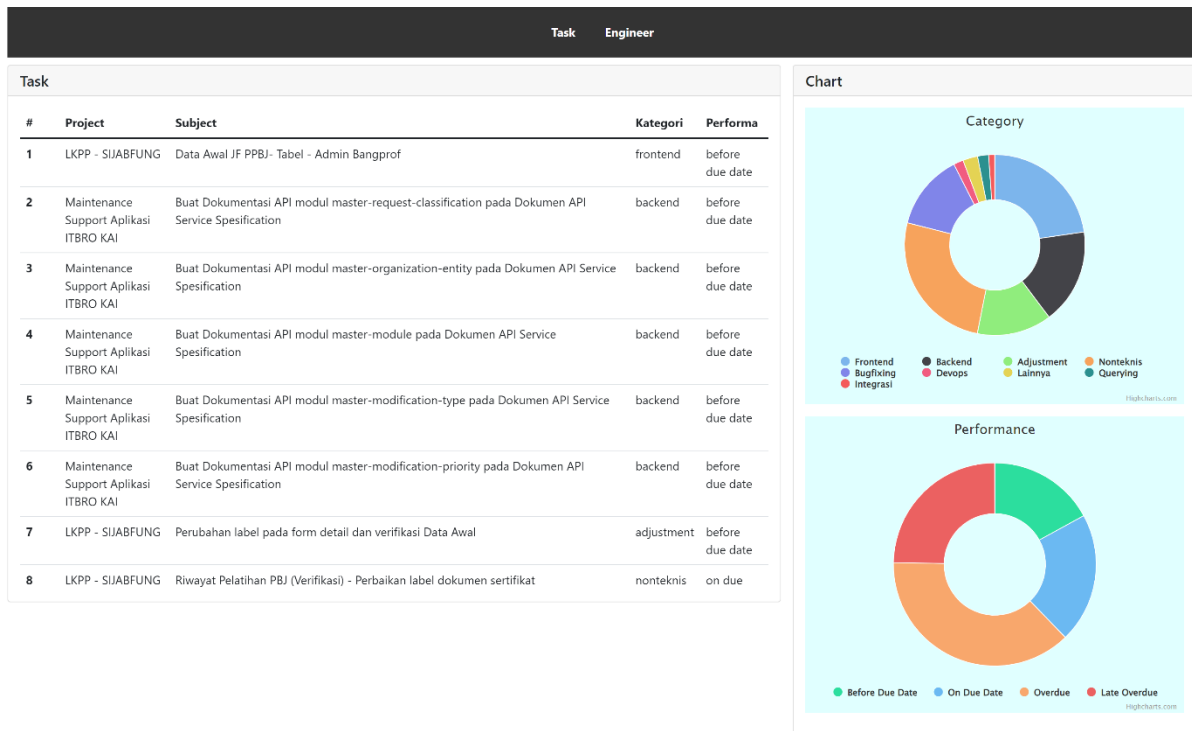 Task Engineer
Task
# Project Subject Kategori Performa
1 LKPP - SIJABFUNG Data Awal JF PPBJ- Tabel - Admin Bangprof frontend before
due date
2 Maintenance Buat Dokumentasi API modul master-request-classification pada Dokumen API backend before
Support Aplikasi Service Spesification due date
ITBRO KAI
3 Maintenance Buat Dokumentasi API modul master-organization-entity pada Dokumen API Service backend before
Support Aplikasi Spesification due date
ITBRO KAI
4 Maintenance Buat Dokumentasi API modul master-module pada Dokumen API Service backend before
Support Aplikasi Spesification due date
ITBRO KAI
5 Maintenance Buat Dokumentasi API modul master-modification-type pada Dokumen API Service backend before
Support Aplikasi Spesification due date
ITBRO KAI
6 Maintenance Buat Dokumentasi API modul master-modification-priority pada Dokumen API backend before
Support Aplikasi Service Spesification due date
ITBRO KAI
7 LKPP - SIJABFUNG Perubahan label pada form detail dan verifikasi Data Awal adjustment before
due date
8 LKPP - SIJABFUNG Riwayat Pelatihan PBJ (Verifikasi) - Perbaikan label dokumen sertifikat nonteknis on due
Chart
Category
Frontend Backend Adjustment Nonteknis
Bugfixing Devops Lainnya Querying
Integrasi
Highcharts.com
Performance
Before Due Date On Due Date Overdue Late Overdue
Highcharts.com